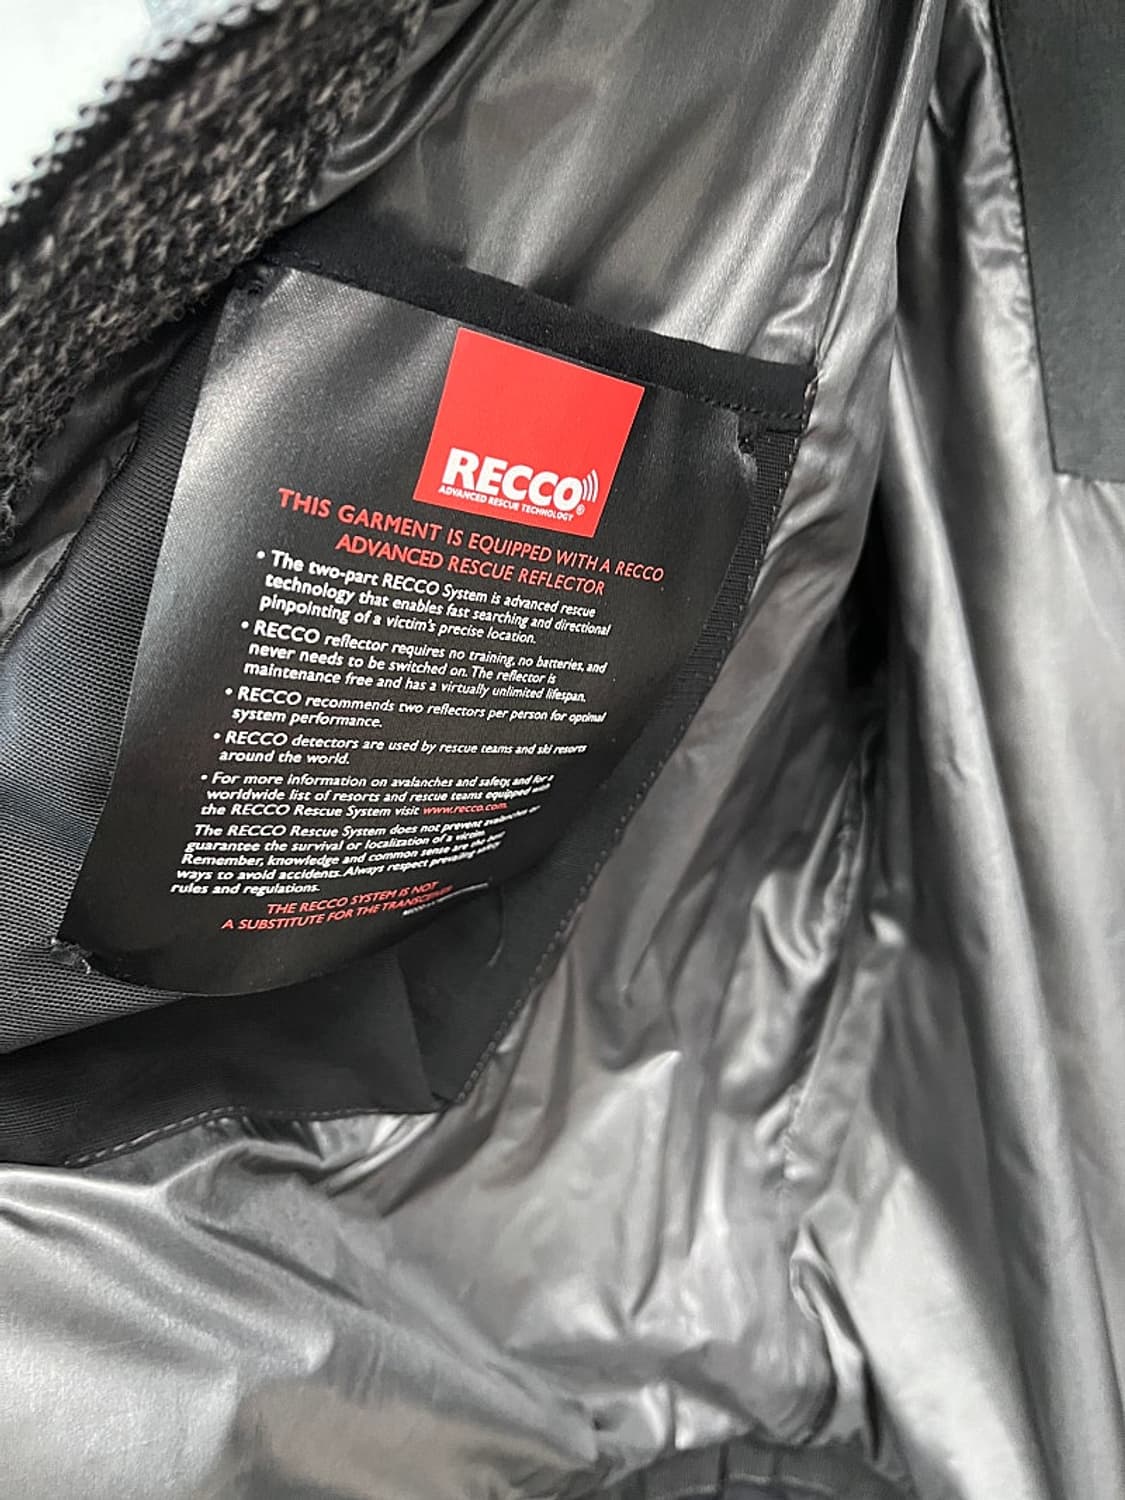 RECCO
ADVANCED RESCUE TECHNOLOGY ®
THIS GARMENT IS EQUIPPED WITH A RECCO
ADVANCED RESCUE REFLECTOR
• The two-part RECCO System is advanced rescue
technology that enables fast searching and directional
pinpointing of a victim's precise location.
• RECCO reflector requires no training, no batteries, and
never needs to be switched on. The reflector is
maintenance free and has a virtually unlimited lifespan.
• RECCO recommends two reflectors per person for optimal
system performance.
• RECCO detectors are used by rescue teams and ski resorts
around the world.
• For more information on avalanches and safety, and for a
worldwide list of resorts and rescue teams equipped with
the RECCO Rescue System visit www.recco.com.
The RECCO Rescue System does not prevent avalanches or
guarantee the survival or localization of a victim.
Remember, knowledge and common sense are the best
ways to avoid accidents. Always respect prevailing safety
rules and regulations.
THE RECCO SYSTEM IS NOT
A SUBSTITUTE FOR THE TRANSCEIVER